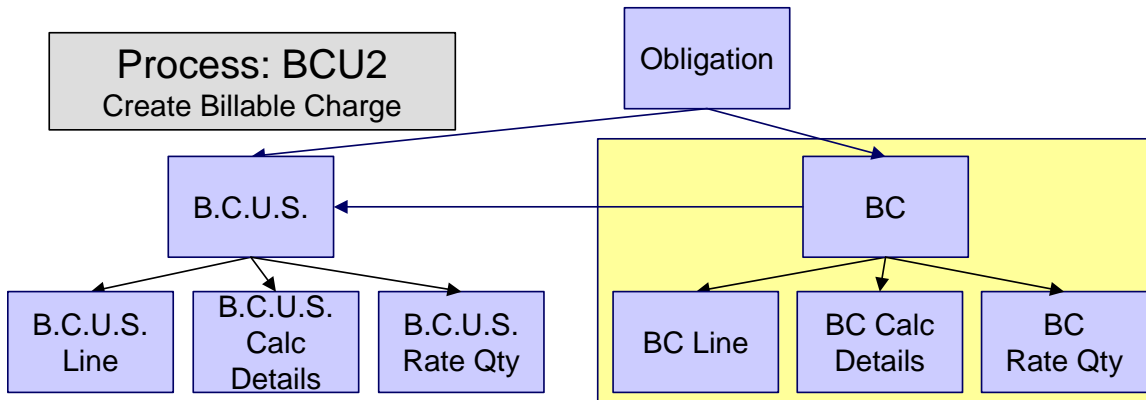 Process: BCU2
Create Billable Charge
Obligation
B.C.U.S.
BC
B.C.U.S.
Line
B.C.U.S.
Calc
Details
B.C.U.S.
Rate Qty
BC Line
BC Calc
Details
BC
Rate Qty